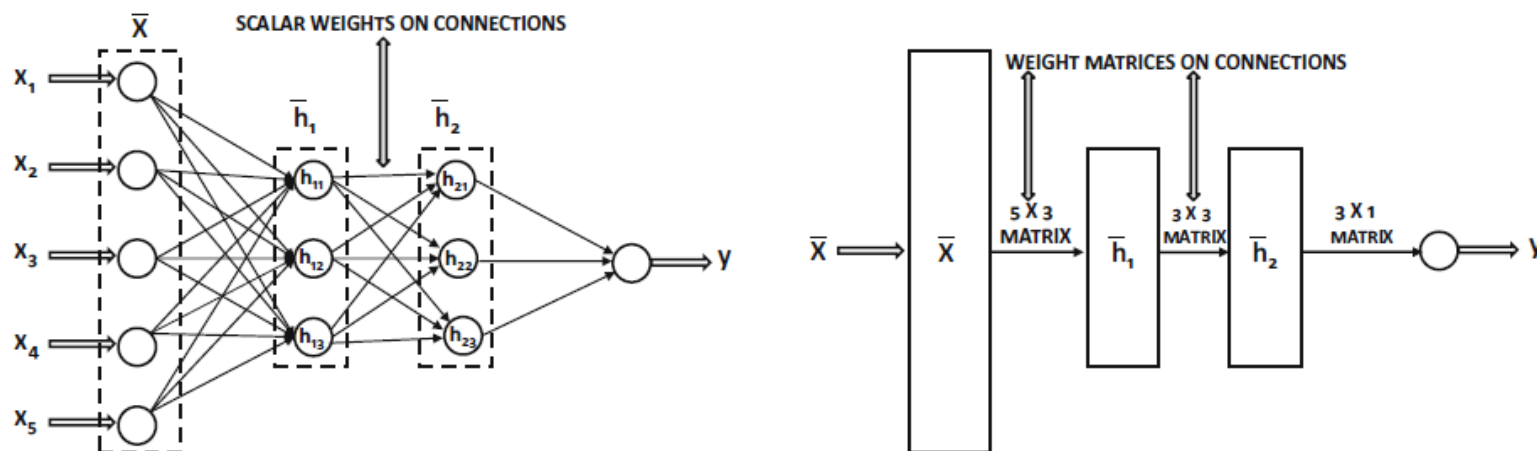 SCALAR WEIGHTS ON CONNECTIONS
X̅
X₁
X₂
X₃
X₄
X₅
h̅₁
h̅₂
h₁₁
h₁₂
h₁₃
h₂₁
h₂₂
h₂₃
y
WEIGHT MATRICES ON CONNECTIONS
X̅
X̅
5 X 3
MATRIX
h̅₁
3 X 3
MATRIX
h̅₂
3 X 1
MATRIX
y